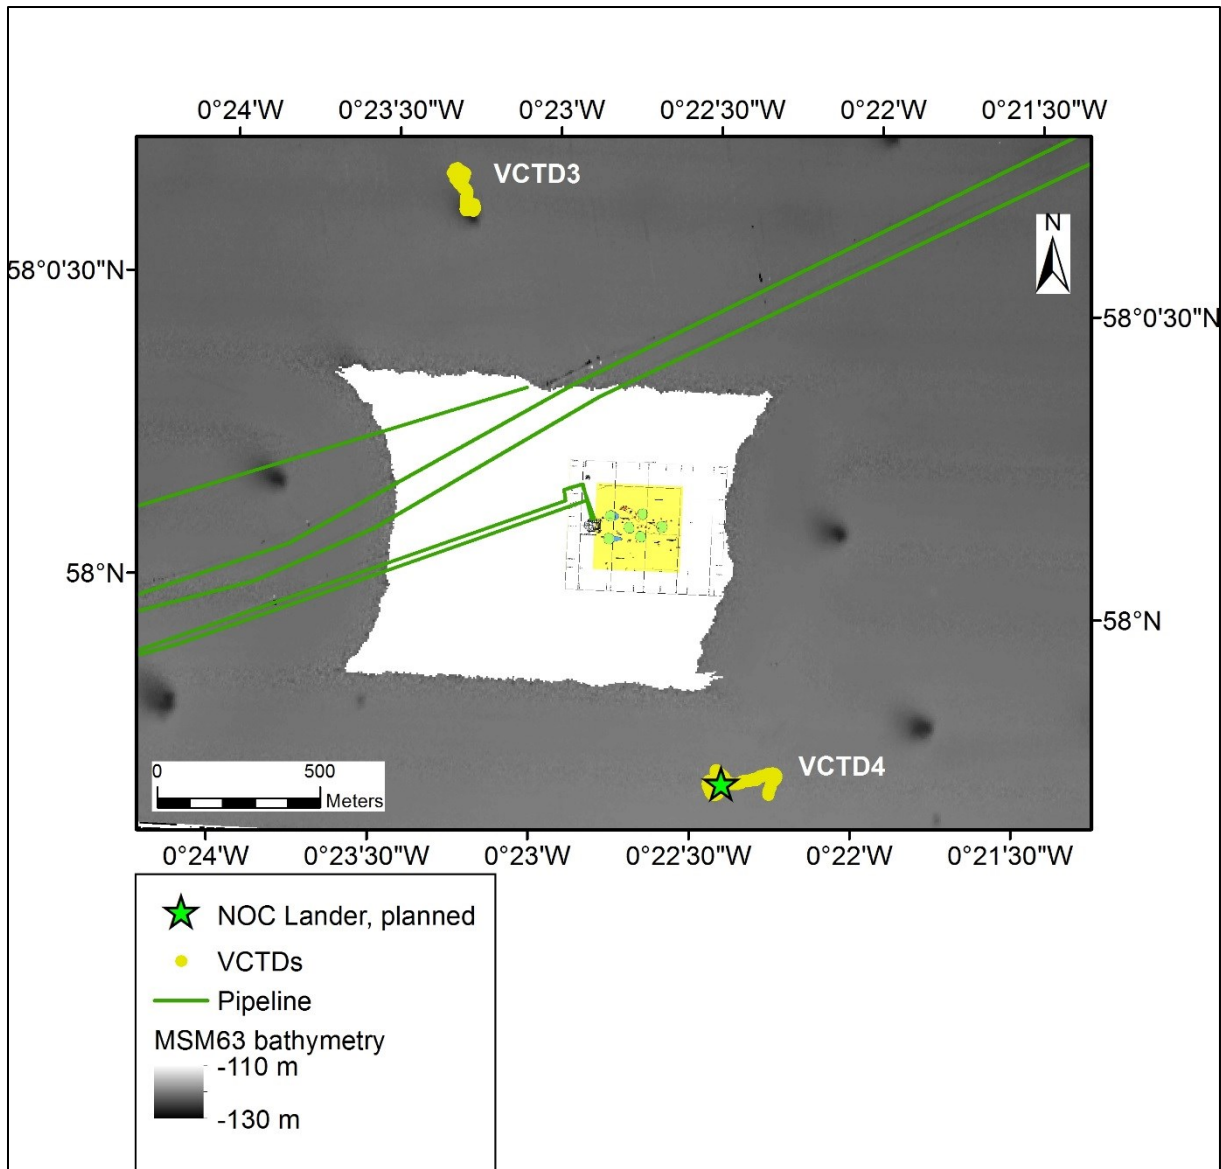 0°24'W 0°23'30"W 0°23'W 0°22'30"W 0°22'W 0°21'30"W
VCTD3
N
58°0'30"N
58°0'30"N
58°N
58°N
VCTD4
0 500
Meters
0°24'W 0°23'30"W 0°23'W 0°22'30"W 0°22'W 0°21'30"W
NOC Lander, planned
VCTDs
Pipeline
MSM63 bathymetry
-110 m
-130 m